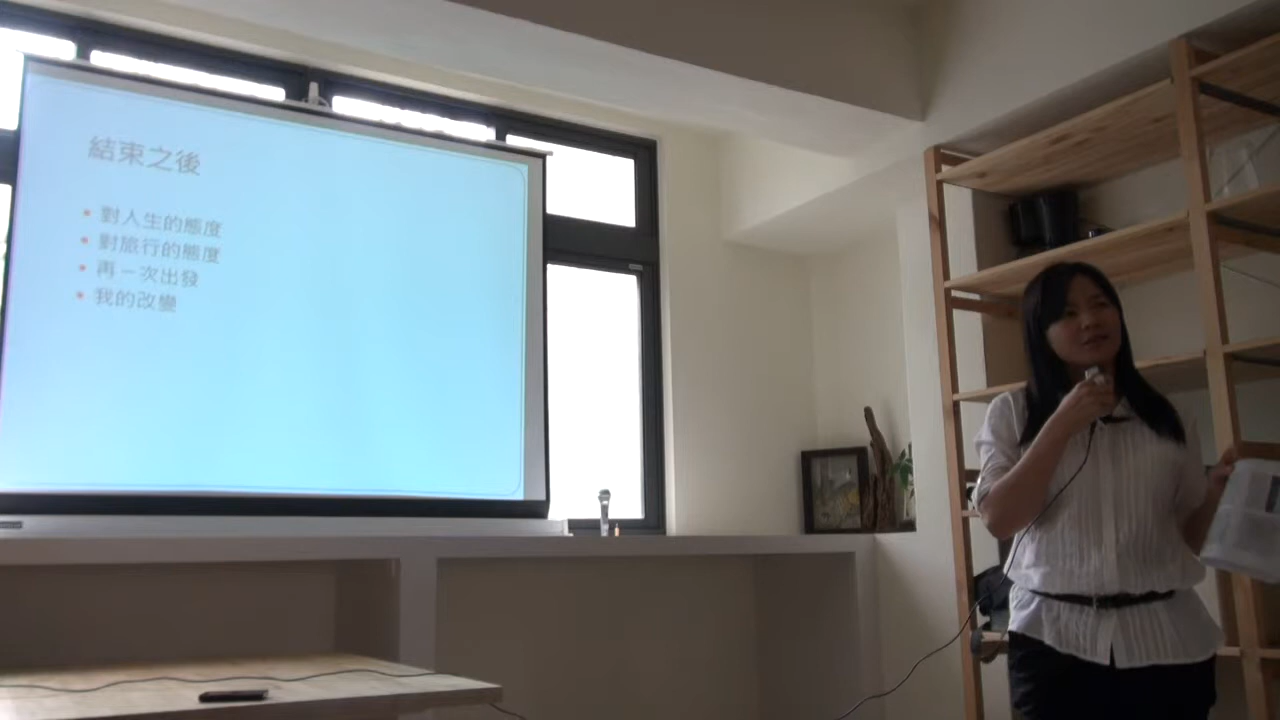 結束之後
• 對人生的態度
• 對旅行的態度
• 再一次出發
• 我的改變